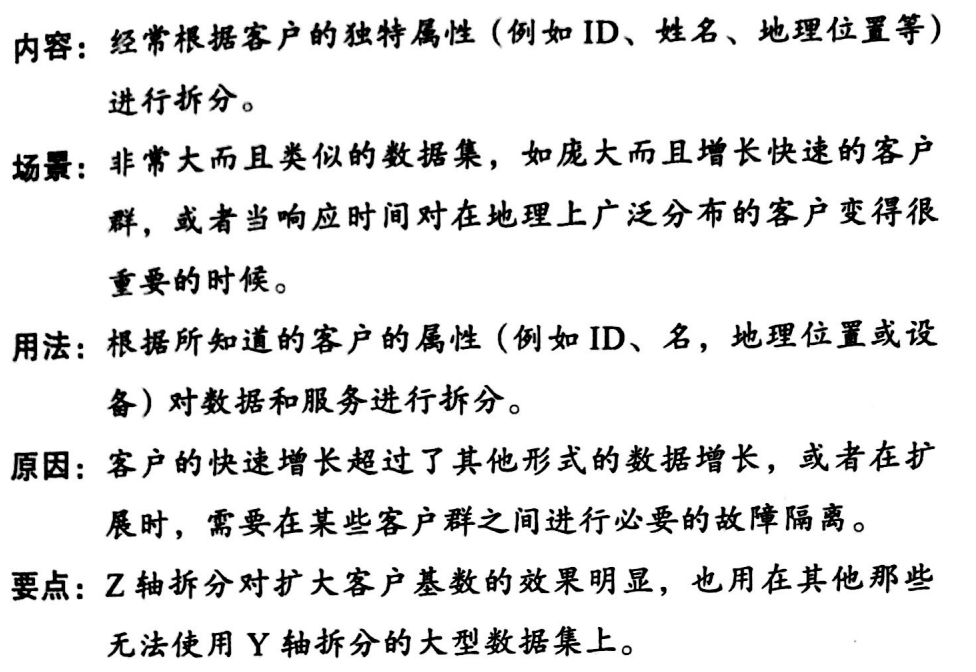 内容：经常根据客户的独特属性（例如 ID、姓名、地理位置等）
进行拆分。
场景：非常大而且类似的数据集，如庞大而且增长快速的客户
群，或者当响应时间对在地理上广泛分布的客户变得很
重要的时候。
用法：根据所知道的客户的属性（例如 ID、名，地理位置或设
备）对数据和服务进行拆分。
原因：客户的快速增长超过了其他形式的数据增长，或者在扩
展时，需要在某些客户群之间进行必要的故障隔离。
要点：Z 轴拆分对扩大客户基数的效果明显，也用在其他那些
无法使用 Y 轴拆分的大型数据集上。